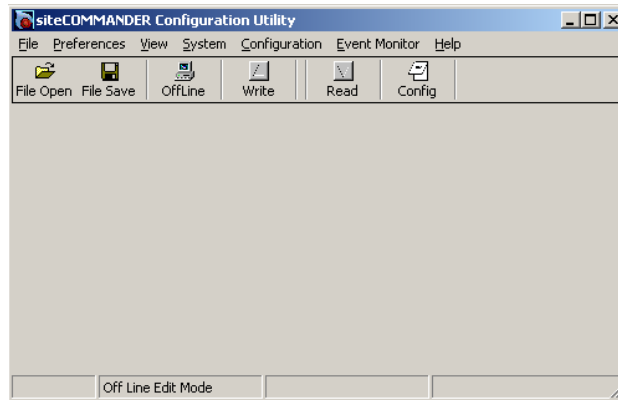 siteCOMMANDER Configuration Utility
File Preferences View System Configuration Event Monitor Help
File Open File Save OffLine Write Read Config
Off Line Edit Mode